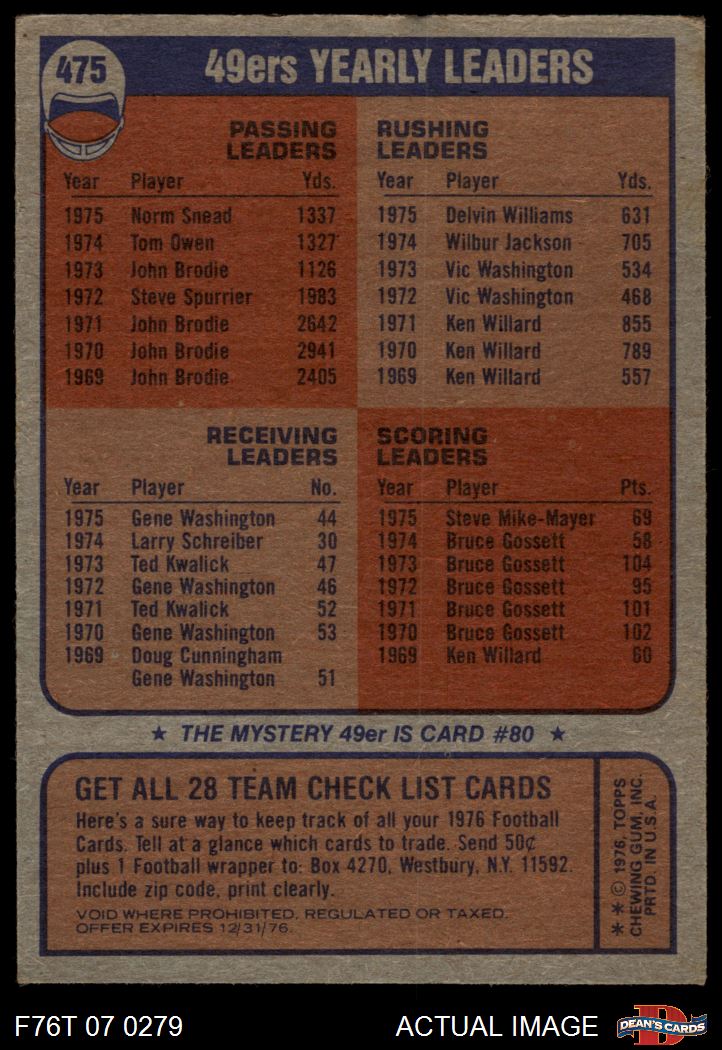 475
49ers YEARLY LEADERS
PASSING
LEADERS
Year Player Yds.
1975 Norm Snead 1337
1974 Tom Owen 1327
1973 John Brodie 1126
1972 Steve Spurrier 1983
1971 John Brodie 2642
1970 John Brodie 2941
1969 John Brodie 2405
RUSHING
LEADERS
Year Player Yds.
1975 Delvin Williams 631
1974 Wilbur Jackson 705
1973 Vic Washington 534
1972 Vic Washington 468
1971 Ken Willard 855
1970 Ken Willard 789
1969 Ken Willard 557
RECEIVING
LEADERS
Year Player No.
1975 Gene Washington 44
1974 Larry Schreiber 30
1973 Ted Kwalick 47
1972 Gene Washington 46
1971 Ted Kwalick 52
1970 Gene Washington 53
1969 Doug Cunningham
Gene Washington 51
SCORING
LEADERS
Year Player Pts.
1975 Steve Mike-Mayer 69
1974 Bruce Gossett 58
1973 Bruce Gossett 104
1972 Bruce Gossett 95
1971 Bruce Gossett 101
1970 Bruce Gossett 102
1969 Ken Willard 60
★ THE MYSTERY 49er IS CARD #80 ★
GET ALL 28 TEAM CHECK LIST CARDS
Here's a sure way to keep track of all your 1976 Football
Cards. Tell at a glance which cards to trade. Send 50¢
plus 1 Football wrapper to: Box 4270, Westbury, N.Y. 11592.
Include zip code, print clearly.
VOID WHERE PROHIBITED, REGULATED OR TAXED.
OFFER EXPIRES 12/31/76.
** © 1976, TOPPS
CHEWING GUM, INC.
PRTD. IN U.S.A.
F76T 07 0279
ACTUAL IMAGE
D
DEAN'S CARDS